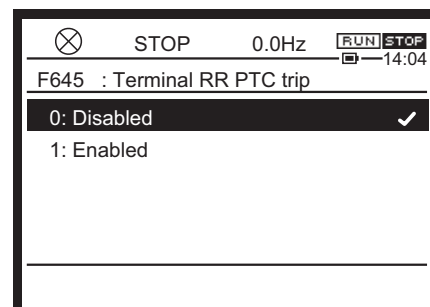 STOP 0.0Hz RUN STOP
14:04
F645 : Terminal RR PTC trip
0: Disabled
1: Enabled